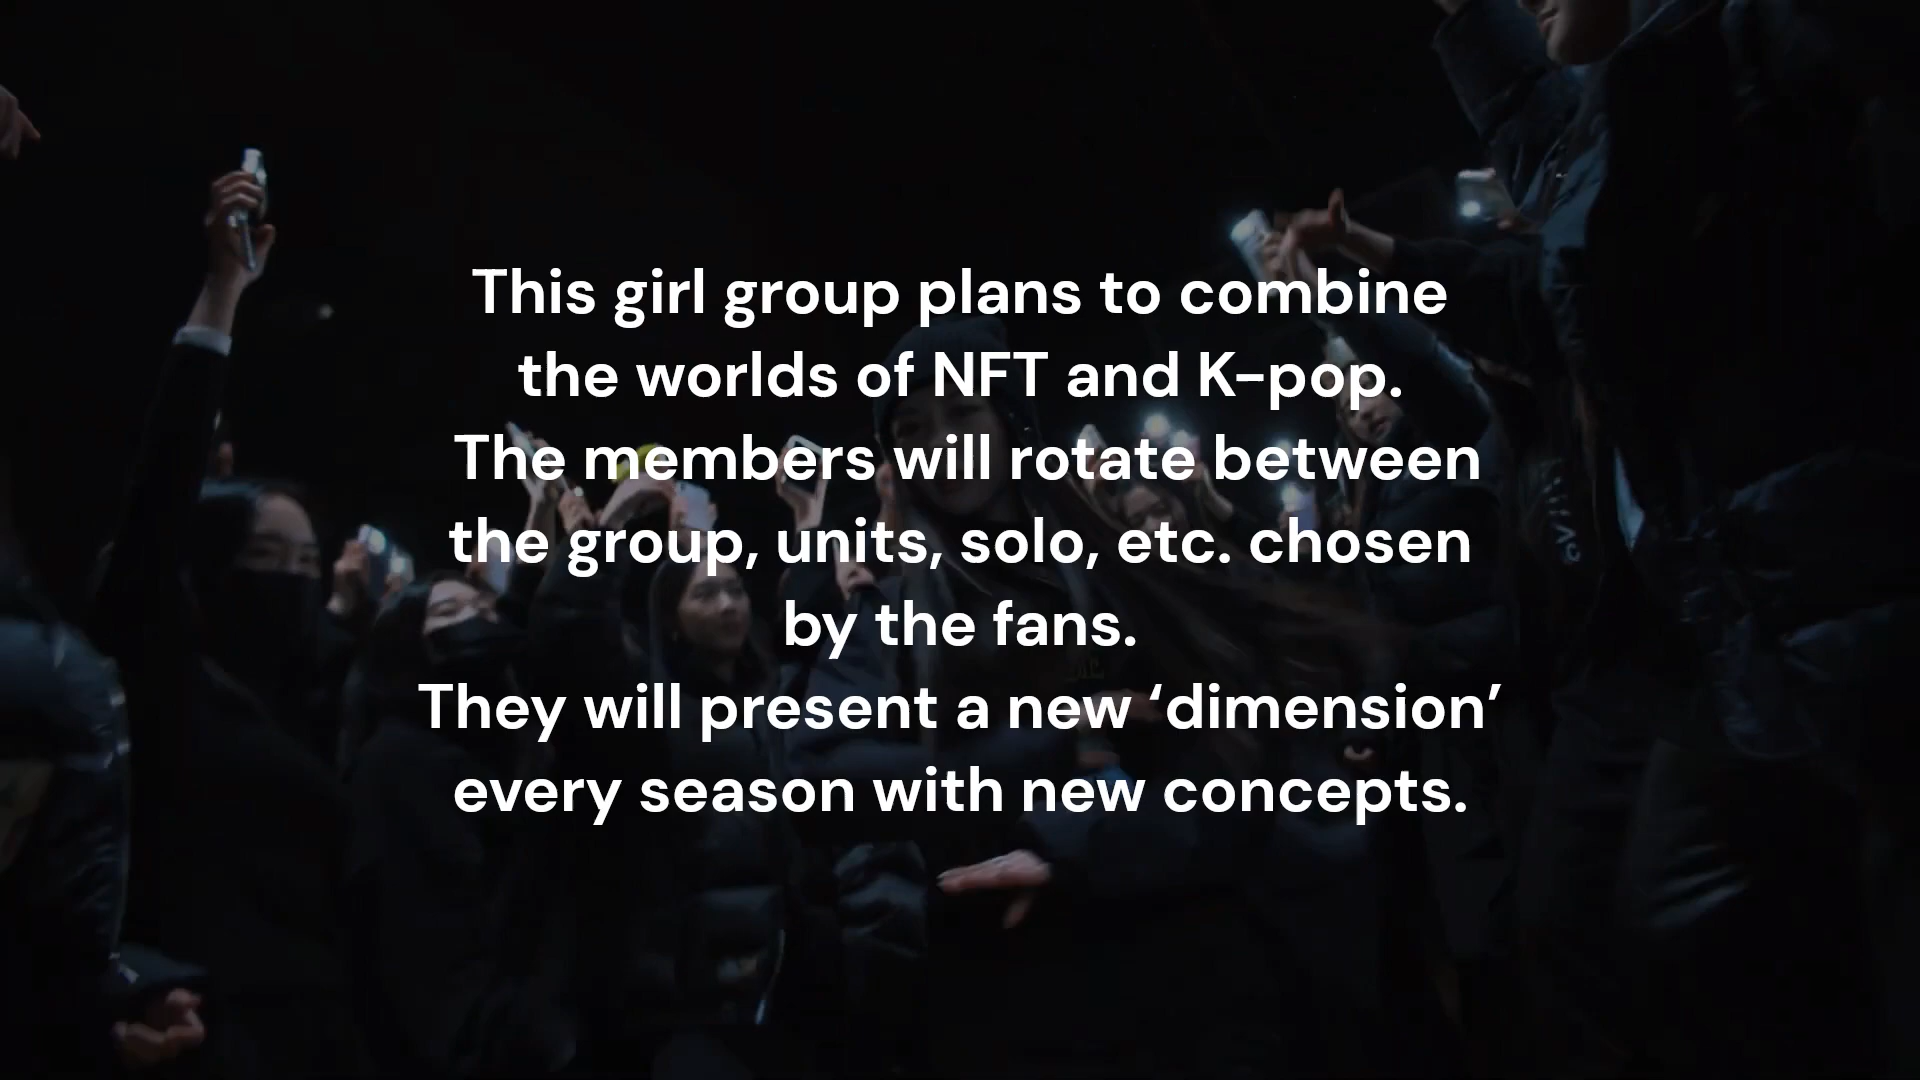 This girl group plans to combine
the worlds of NFT and K-pop.
The members will rotate between
the group, units, solo, etc. chosen
by the fans.
They will present a new ‘dimension’
every season with new concepts.